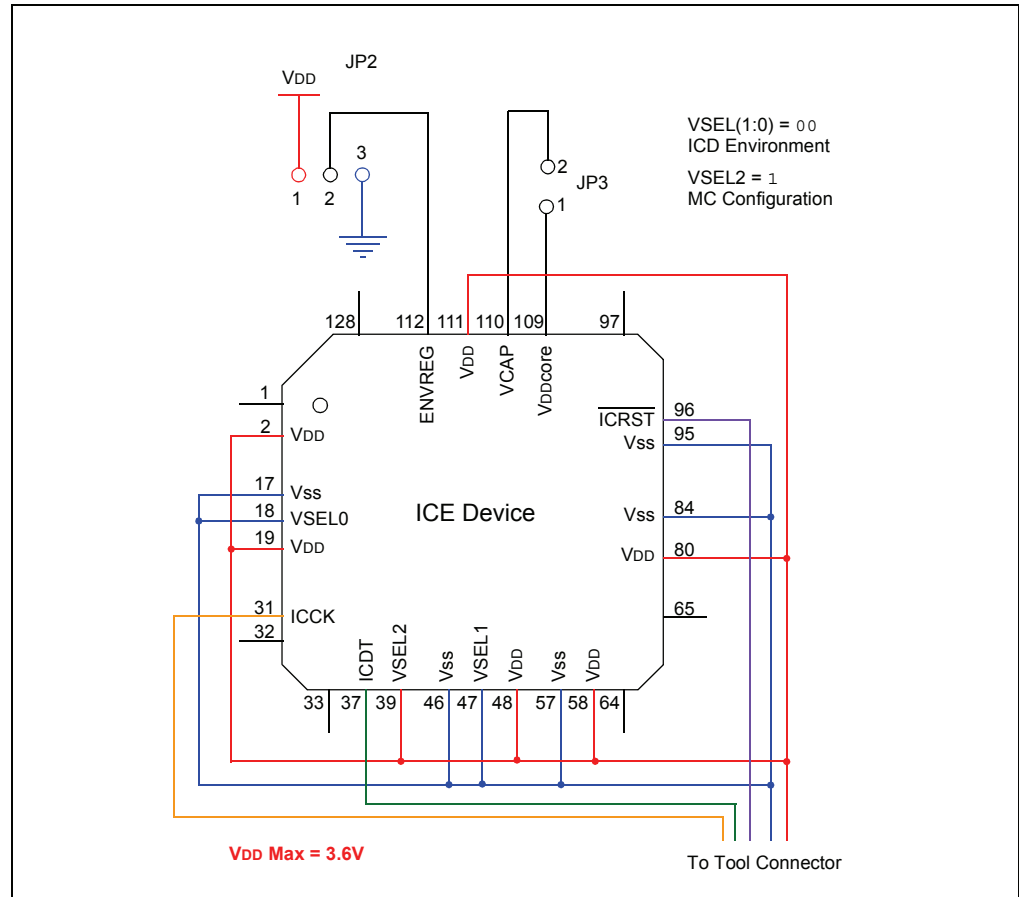 JP2
VDD
3
1
2
2
JP3
1
VSEL(1:0) = 00
ICD Environment
VSEL2 = 1
MC Configuration
128
112
111
110
109
97
ENVREG
VDD
VCAP
VDDcore
1
2
VDD
17
Vss
18
VSEL0
19
VDD
31
ICCK
32
ICE Device
ICRST
96
Vss
95
Vss
84
VDD
80
65
ICDT
VSEL2
Vss
VSEL1
VDD
Vss
VDD
33
37
39
46
47
48
57
58
64
VDD Max = 3.6V
To Tool Connector